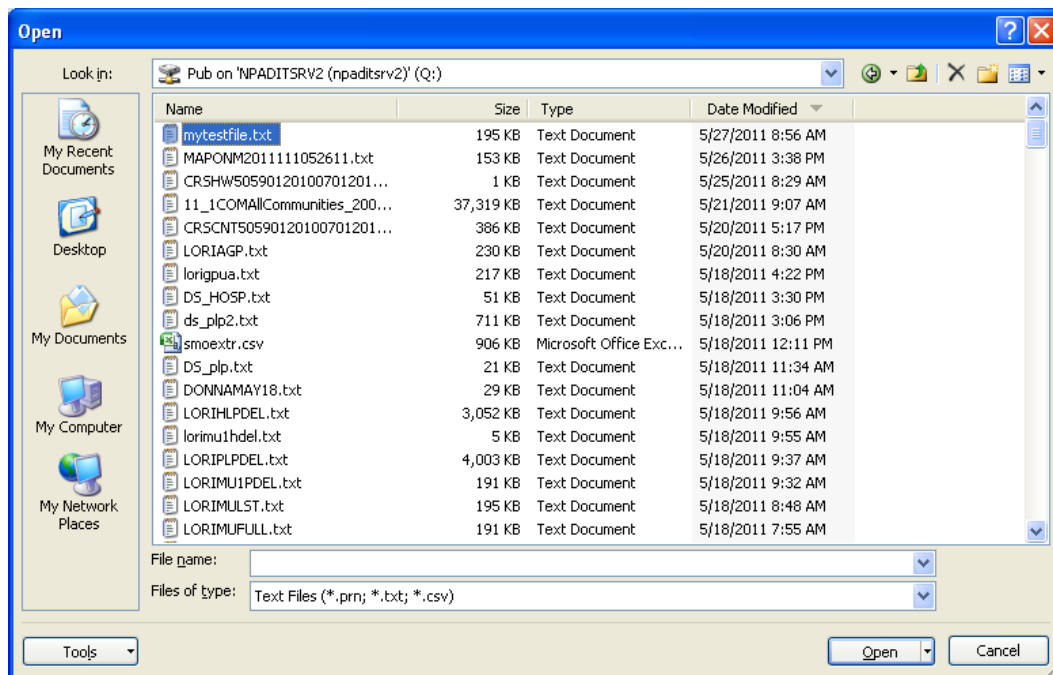 Open
Look in: Pub on 'NPADITSRV2 (npaditsrv2)' (Q:)
My Recent Documents
Desktop
My Documents
My Computer
My Network Places
Name Size Type Date Modified
mytestfile.txt 195 KB Text Document 5/27/2011 8:56 AM
MAPONM2011111052611.txt 153 KB Text Document 5/26/2011 3:38 PM
CRSHW50590120100701201... 1 KB Text Document 5/25/2011 8:29 AM
11_1COMAllCommunities_200... 37,319 KB Text Document 5/21/2011 9:07 AM
CRSCNT50590120100701201... 386 KB Text Document 5/20/2011 5:17 PM
LORIAGP.txt 230 KB Text Document 5/20/2011 8:30 AM
lorigpua.txt 217 KB Text Document 5/18/2011 4:22 PM
DS_HOSP.txt 51 KB Text Document 5/18/2011 3:30 PM
ds_plp2.txt 711 KB Text Document 5/18/2011 3:06 PM
smoextr.csv 906 KB Microsoft Office Exc... 5/18/2011 12:11 PM
DS_plp.txt 21 KB Text Document 5/18/2011 11:34 AM
DONNAMAY18.txt 29 KB Text Document 5/18/2011 11:04 AM
LORIHLPDEL.txt 3,052 KB Text Document 5/18/2011 9:56 AM
lorimu1hdel.txt 5 KB Text Document 5/18/2011 9:55 AM
LORIPLPDEL.txt 4,003 KB Text Document 5/18/2011 9:37 AM
LORIMU1PDEL.txt 191 KB Text Document 5/18/2011 9:32 AM
LORIMULST.txt 195 KB Text Document 5/18/2011 8:48 AM
LORIMUFULL.txt 191 KB Text Document 5/18/2011 7:55 AM
File name:
Files of type: Text Files (*.prn; *.txt; *.csv)
Tools Open Cancel